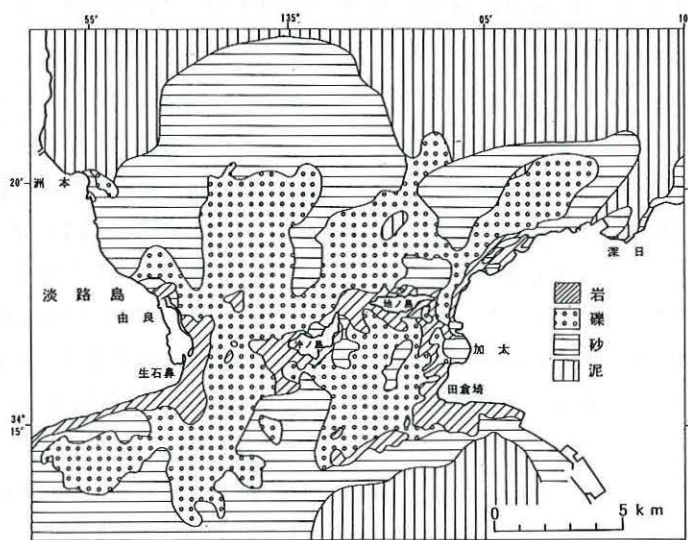 55′
135°
05′
10
20′
洲本
深日
淡路島
由良
地ノ島
沖ノ島
岩
礫
砂
泥
加太
生石鼻
田倉埼
34°
15′
0
5 km